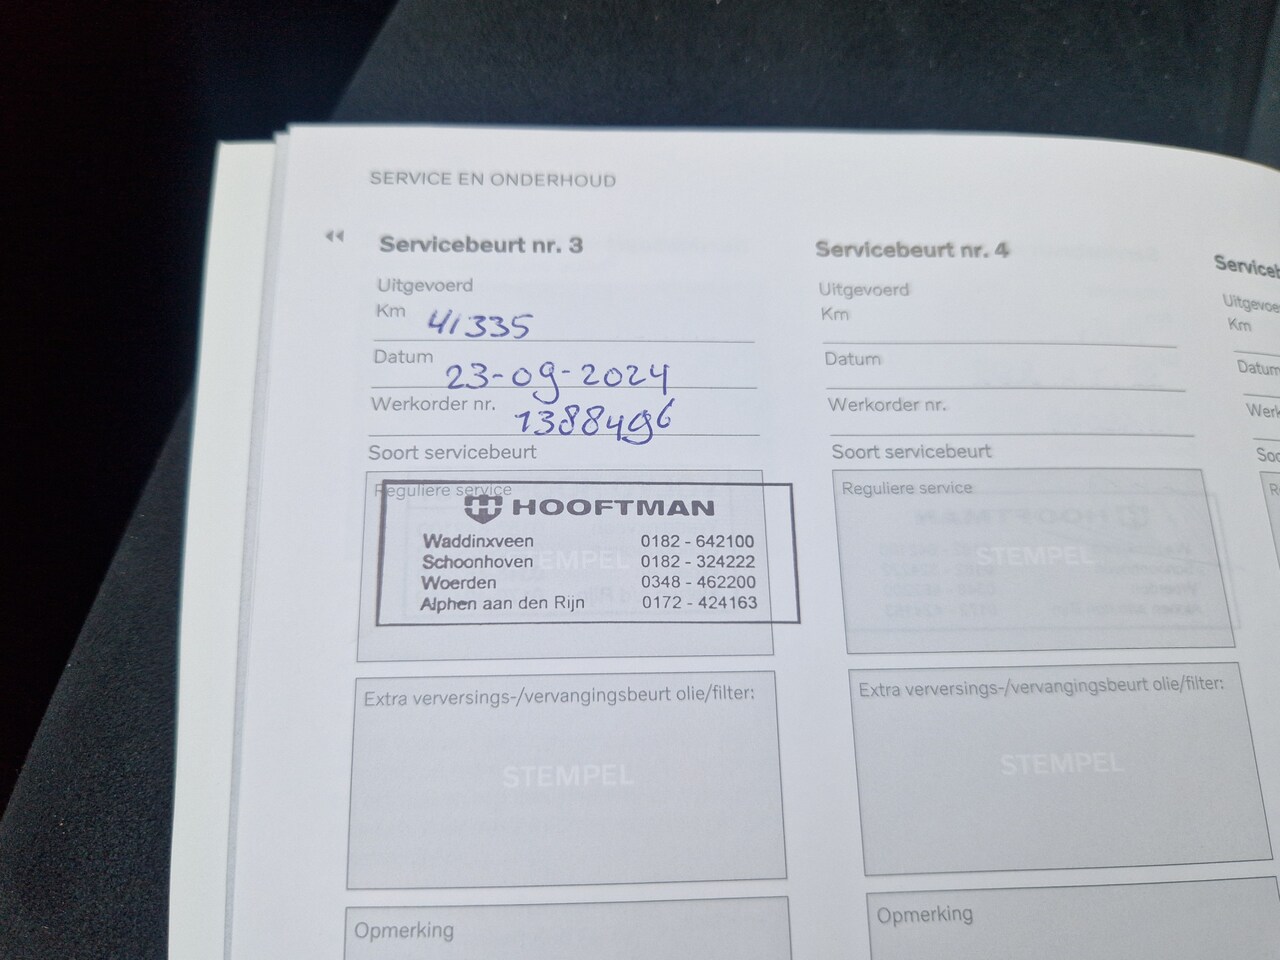 SERVICE EN ONDERHOUD
Servicebeurt nr. 3
Uitgevoerd
Km 41335
Datum 23-09-2024
Werkorder nr. 1388496
Soort servicebeurt
Reguliere service
HOOFTMAN
Waddinxveen 0182 - 642100
Schoonhoven 0182 - 324222
Woerden 0348 - 462200
Alphen aan den Rijn 0172 - 424163
Extra verversings-/vervangingsbeurt olie/filter:
STEMPEL
Opmerking
Servicebeurt nr. 4
Uitgevoerd
Km
Datum
Werkorder nr.
Soort servicebeurt
Reguliere service
STEMPEL
Extra verversings-/vervangingsbeurt olie/filter:
STEMPEL
Opmerking
Km